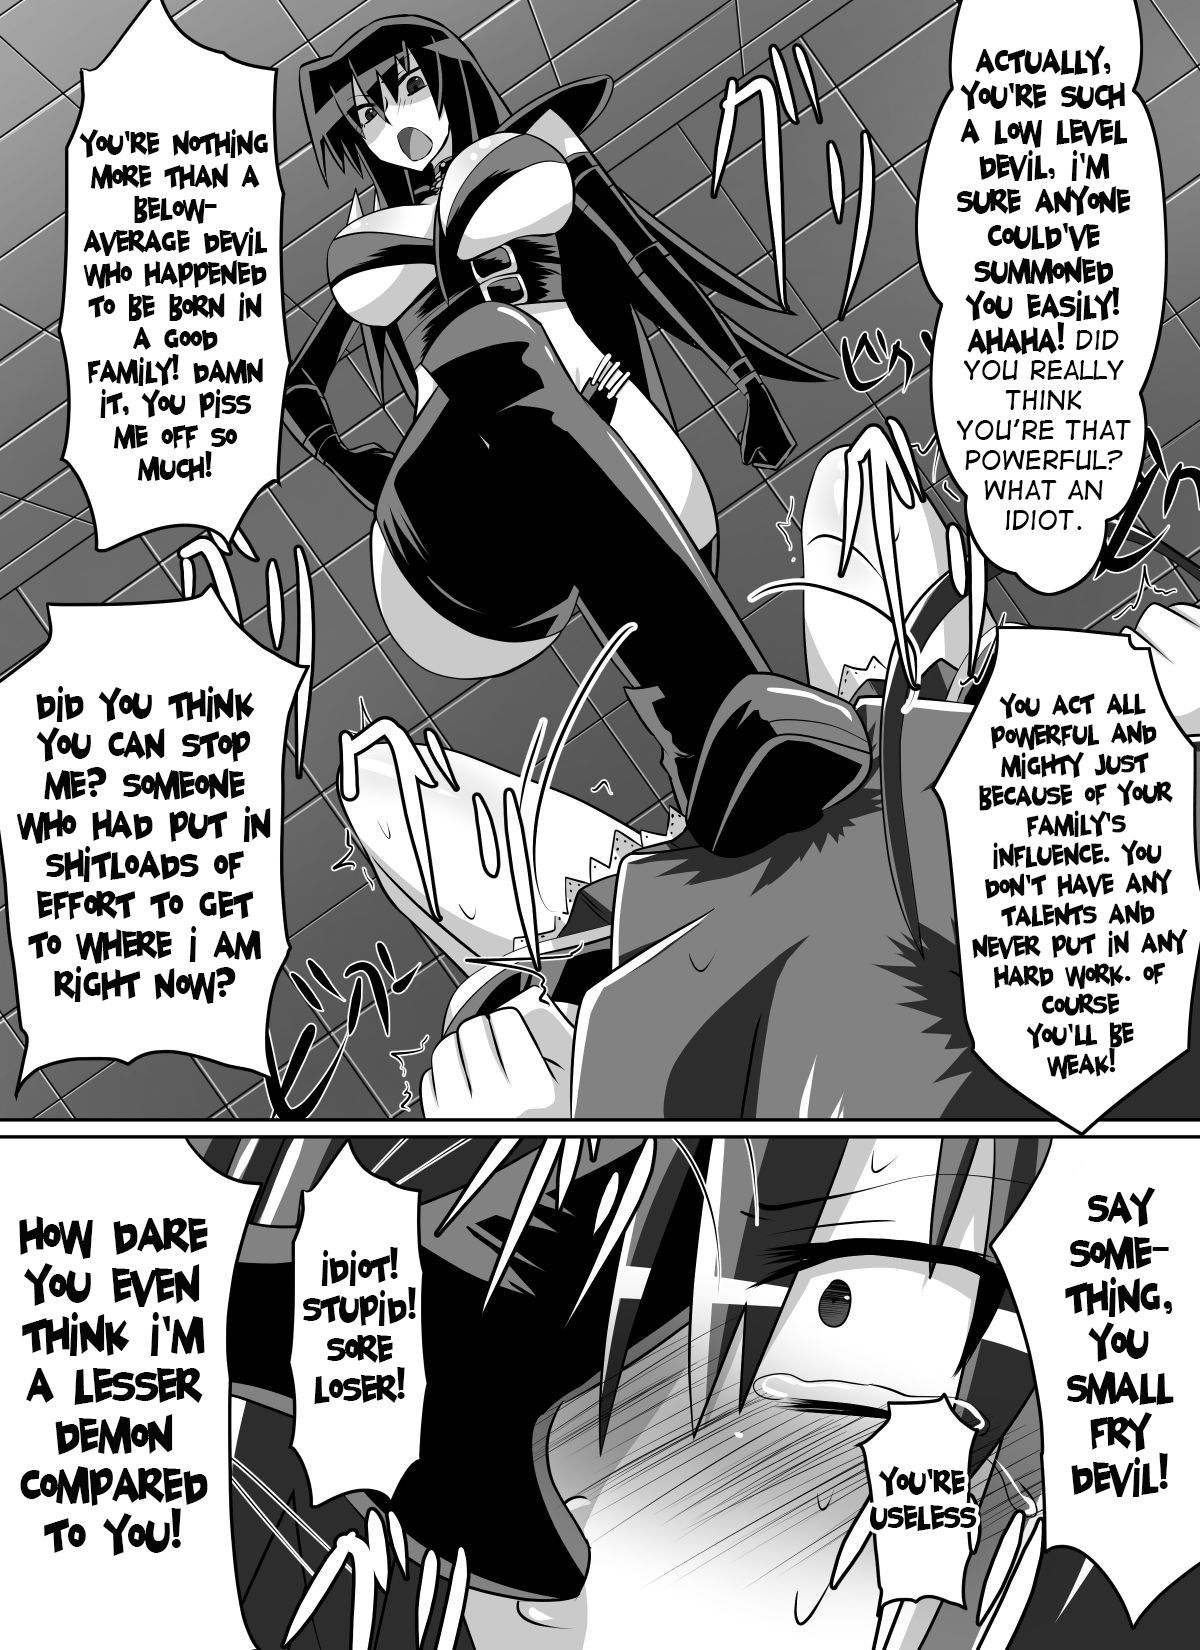 ACTUALLY,
YOU'RE SUCH
A LOW LEVEL
DEVIL, I'M
SURE ANYONE
COULD'VE
SUMMONED
YOU EASILY!
AHAHA! DID
YOU REALLY
THINK
YOU'RE THAT
POWERFUL?
WHAT AN
IDIOT.
YOU'RE NOTHING
MORE THAN A
BELOW-
AVERAGE DEVIL
WHO HAPPENED
TO BE BORN IN
A GOOD
FAMILY! DAMN
IT, YOU PISS
ME OFF SO
MUCH!
YOU ACT ALL
POWERFUL AND
MIGHTY JUST
BECAUSE OF YOUR
FAMILY'S
INFLUENCE. YOU
DON'T HAVE ANY
TALENTS AND
NEVER PUT IN ANY
HARD WORK. OF
COURSE
YOU'LL BE
WEAK!
DID YOU THINK
YOU CAN STOP
ME? SOMEONE
WHO HAD PUT IN
SHITLOADS OF
EFFORT TO GET
TO WHERE I AM
RIGHT NOW?
SAY
SOME-
THING,
YOU
SMALL
FRY
DEVIL!
YOU'RE
USELESS
IDIOT!
STUPID!
SORE
LOSER!
HOW DARE
YOU EVEN
THINK I'M
A LESSER
DEMON
COMPARED
TO YOU!